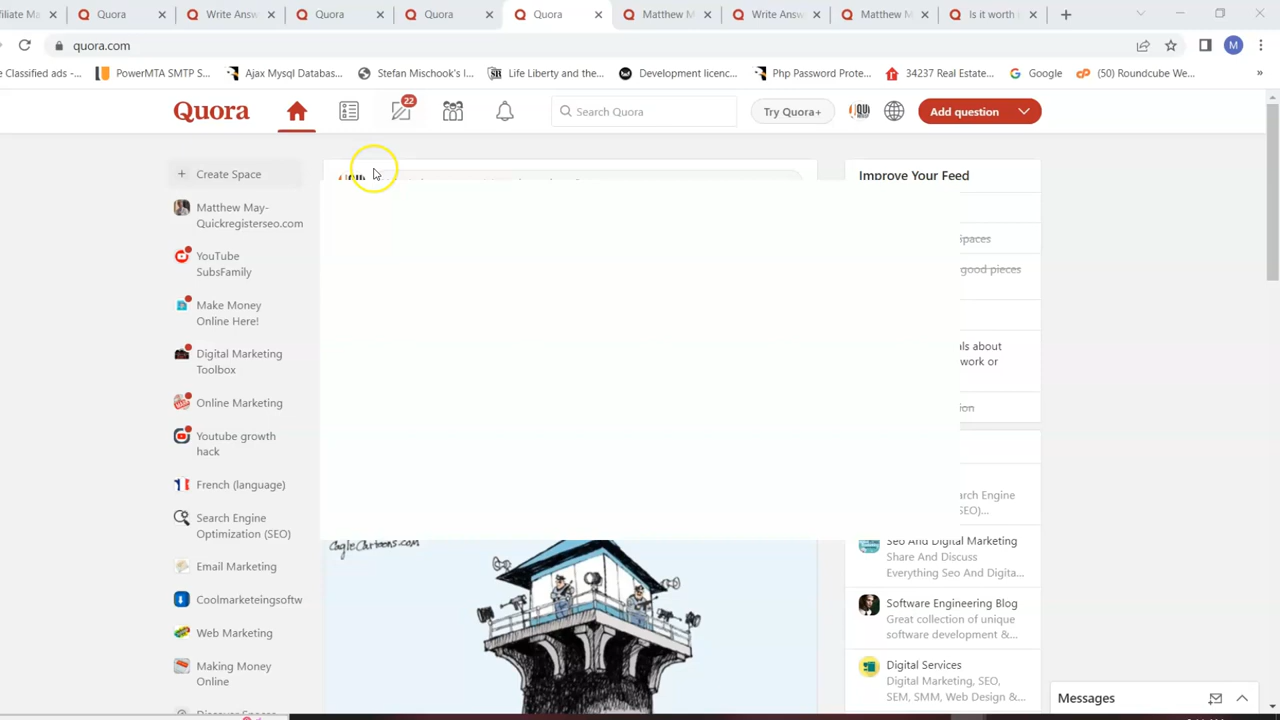 iliate Ma
Quora
Write Answ
Quora
Quora
Quora
Matthew M
Write Answ
Matthew M
Is it worth
quora.com
M
e Classified ads -...
PowerMTA SMTP S...
Ajax Mysql Databas...
Stefan Mischook's I...
Life Liberty and the...
Development licenc...
Php Password Prote...
34237 Real Estate...
Google
(50) Roundcube We...
»
Quora
22
Search Quora
Try Quora+
Add question
Create Space
Matthew May-
Quickregisterseo.com
YouTube
SubsFamily
Make Money
Online Here!
Digital Marketing
Toolbox
Online Marketing
Youtube growth
hack
French (language)
Search Engine
Optimization (SEO)
Email Marketing
Coolmarketeingsoftw
Web Marketing
Making Money
Online
Discover Spaces
CagleCartoons.com
Improve Your Feed
spaces
good pieces
ls about
work or
ion
arch Engine
SEO)...
Seo And Digital Marketing
Share And Discuss
Everything Seo And Digita...
Software Engineering Blog
Great collection of unique
software development &...
Digital Services
Digital Marketing, SEO,
SEM, SMM, Web Design &...
Messages